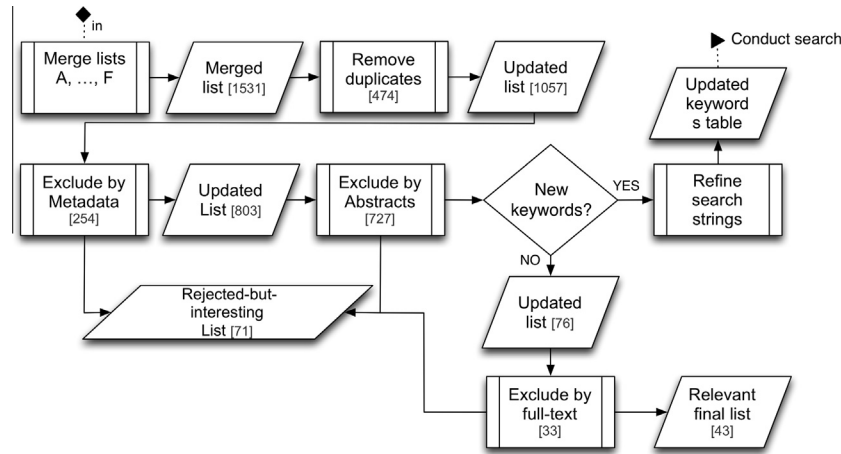 in
Merge lists
A, ..., F
Merged
list [1531]
Remove
duplicates
[474]
Updated
list [1057]
Conduct search
Updated
keyword
s table
Exclude by
Metadata
[254]
Updated
List [803]
Exclude by
Abstracts
[727]
New
keywords?
YES
Refine
search
strings
NO
Rejected-but-
interesting
List [71]
Updated
list [76]
Exclude by
full-text
[33]
Relevant
final list
[43]